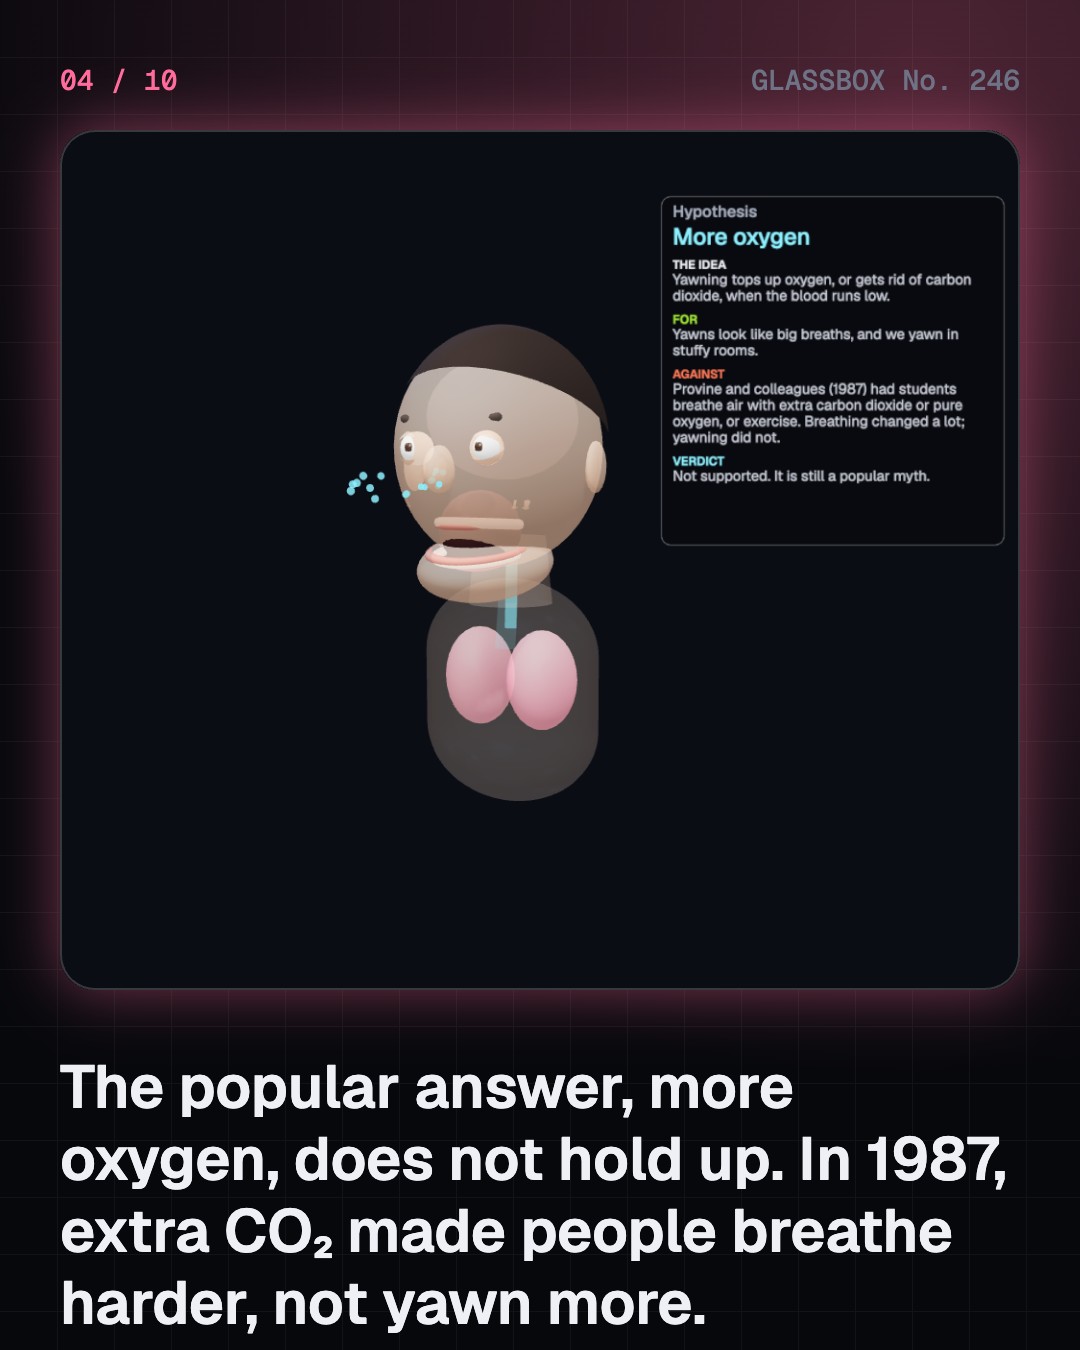 04 / 10
GLASSBOX No. 246
Hypothesis
More oxygen
THE IDEA
Yawning tops up oxygen, or gets rid of carbon
dioxide, when the blood runs low.
FOR
Yawns look like big breaths, and we yawn in
stuffy rooms.
AGAINST
Provine and colleagues (1987) had students
breathe air with extra carbon dioxide or pure
oxygen, or exercise. Breathing changed a lot;
yawning did not.
VERDICT
Not supported. It is still a popular myth.
The popular answer, more
oxygen, does not hold up. In 1987,
extra CO₂ made people breathe
harder, not yawn more.